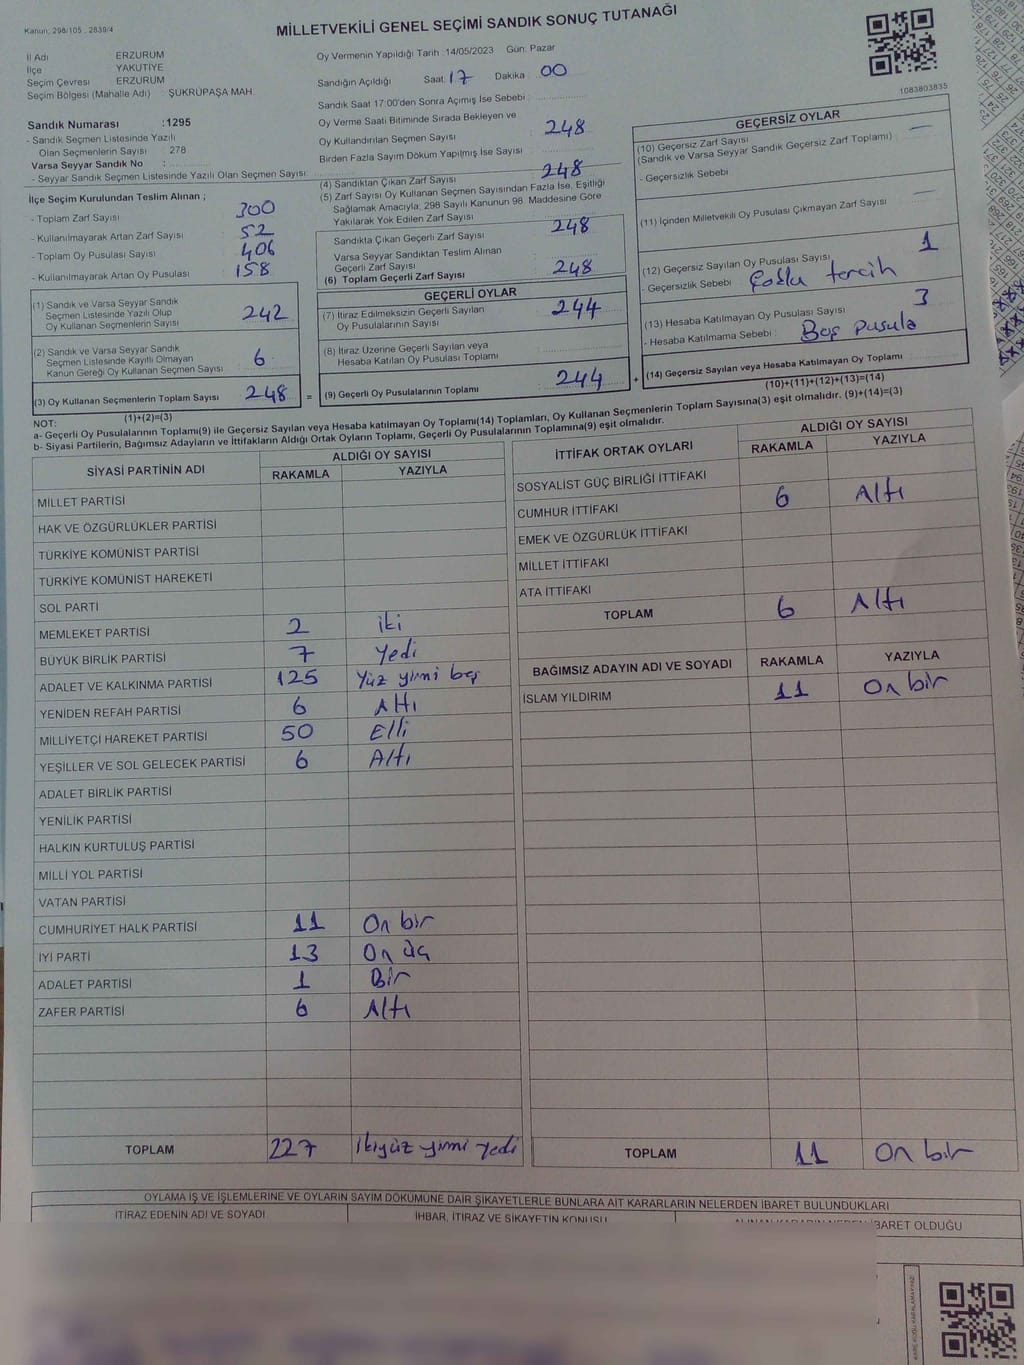 Kanun, 298/105 , 2839/4
MİLLETVEKİLİ GENEL SEÇİMİ SANDIK SONUÇ TUTANAĞI
İl Adı ERZURUM
İlçe YAKUTİYE
Seçim Çevresi ERZURUM
Seçim Bölgesi (Mahalle Adı) : ŞÜKRÜPAŞA MAH.
Sandık Numarası :1295
- Sandık Seçmen Listesinde Yazılı
Olan Seçmenlerin Sayısı : 278
Varsa Seyyar Sandık No :
- Seyyar Sandık Seçmen Listesinde Yazılı Olan Seçmen Sayısı :
İlçe Seçim Kurulundan Teslim Alınan ;
- Toplam Zarf Sayısı : 300
- Kullanılmayarak Artan Zarf Sayısı : 52
- Toplam Oy Pusulası Sayısı : 406
- Kullanılmayarak Artan Oy Pusulası : 158
(1) Sandık ve Varsa Seyyar Sandık
Seçmen Listesinde Yazılı Olup
Oy Kullanan Seçmenlerin Sayısı : 242
(2) Sandık ve Varsa Seyyar Sandık
Seçmen Listesinde Kayıtlı Olmayan
Kanun Gereği Oy Kullanan Seçmen Sayısı : 6
(3) Oy Kullanan Seçmenlerin Toplam Sayısı : 248 =
(1)+(2)=(3)
Oy Vermenin Yapıldığı Tarih :14/05/2023 Gün: Pazar
Sandığın Açıldığı Saat: 17 Dakika : 00
Sandık Saat 17:00'den Sonra Açımış İse Sebebi :
Oy Verme Saati Bitiminde Sırada Bekleyen ve
Oy Kullandırılan Seçmen Sayısı : 248
Birden Fazla Sayım Döküm Yapılmış İse Sayısı :
(4) Sandıktan Çıkan Zarf Sayısı : 248
(5) Zarf Sayısı Oy Kullanan Seçmen Sayısından Fazla İse, Eşitliği
Sağlamak Amacıyla, 298 Sayılı Kanunun 98. Maddesine Göre
Yakılarak Yok Edilen Zarf Sayısı :
Sandıkta Çıkan Geçerli Zarf Sayısı : 248
Varsa Seyyar Sandıktan Teslim Alınan
Geçerli Zarf Sayısı :
(6) Toplam Geçerli Zarf Sayısı : 248
GEÇERLİ OYLAR
(7) İtiraz Edilmeksizin Geçerli Sayılan
Oy Pusulalarının Sayısı : 244
(8) İtiraz Üzerine Geçerli Sayılan veya
Hesaba Katılan Oy Pusulası Toplamı :
(9) Geçerli Oy Pusulalarının Toplamı : 244 +
1083803835
GEÇERSİZ OYLAR
(10) Geçersiz Zarf Sayısı : —
(Sandık ve Varsa Seyyar Sandık Geçersiz Zarf Toplamı)
- Geçersizlik Sebebi
(11) İçinden Milletvekili Oy Pusulası Çıkmayan Zarf Sayısı : —
(12) Geçersiz Sayılan Oy Pusulası Sayısı : 1
- Geçersizlik Sebebi : Çoklu tercih
(13) Hesaba Katılmayan Oy Pusulası Sayısı : 3
- Hesaba Katılmama Sebebi : Boş pusula
(14) Geçersiz Sayılan veya Hesaba Katılmayan Oy Toplamı :
(10)+(11)+(12)+(13)=(14)
NOT:
a- Geçerli Oy Pusulalarının Toplamı(9) ile Geçersiz Sayılan veya Hesaba katılmayan Oy Toplamı(14) Toplamları, Oy Kullanan Seçmenlerin Toplam Sayısına(3) eşit olmalıdır. (9)+(14)=(3)
b- Siyasi Partilerin, Bağımsız Adayların ve İttifakların Aldığı Ortak Oyların Toplamı, Geçerli Oy Pusulalarının Toplamına(9) eşit olmalıdır.
SİYASİ PARTİNİN ADI ALDIĞI OY SAYISI
RAKAMLA YAZIYLA
MİLLET PARTİSİ
HAK VE ÖZGÜRLÜKLER PARTİSİ
TÜRKİYE KOMÜNİST PARTİSİ
TÜRKİYE KOMÜNİST HAREKETİ
SOL PARTİ
MEMLEKET PARTİSİ 2 iki
BÜYÜK BİRLİK PARTİSİ 7 Yedi
ADALET VE KALKINMA PARTİSİ 125 Yüz yirmi beş
YENİDEN REFAH PARTİSİ 6 Altı
MİLLİYETÇİ HAREKET PARTİSİ 50 Elli
YEŞİLLER VE SOL GELECEK PARTİSİ 6 Altı
ADALET BİRLİK PARTİSİ
YENİLİK PARTİSİ
HALKIN KURTULUŞ PARTİSİ
MİLLİ YOL PARTİSİ
VATAN PARTİSİ
CUMHURİYET HALK PARTİSİ 11 On bir
İYİ PARTİ 13 On üç
ADALET PARTİSİ 1 Bir
ZAFER PARTİSİ 6 Altı
TOPLAM 227 ikiyüz yirmi yedi
İTTİFAK ORTAK OYLARI ALDIĞI OY SAYISI
RAKAMLA YAZIYLA
SOSYALİST GÜÇ BİRLİĞİ İTTİFAKI
CUMHUR İTTİFAKI 6 Altı
EMEK VE ÖZGÜRLÜK İTTİFAKI
MİLLET İTTİFAKI
ATA İTTİFAKI
TOPLAM 6 Altı
BAĞIMSIZ ADAYIN ADI VE SOYADI RAKAMLA YAZIYLA
İSLAM YILDIRIM 11 On bir
TOPLAM 11 On bir
OYLAMA İŞ VE İŞLEMLERİNE VE OYLARIN SAYIM DÖKÜMÜNE DAİR ŞİKAYETLERLE BUNLARA AİT KARARLARIN NELERDEN İBARET BULUNDUKLARI
İTİRAZ EDENİN ADI VE SOYADI İHBAR, İTİRAZ VE ŞİKAYETİN KONUSU ALINAN KARARIN NEDEN İBARET OLDUĞU